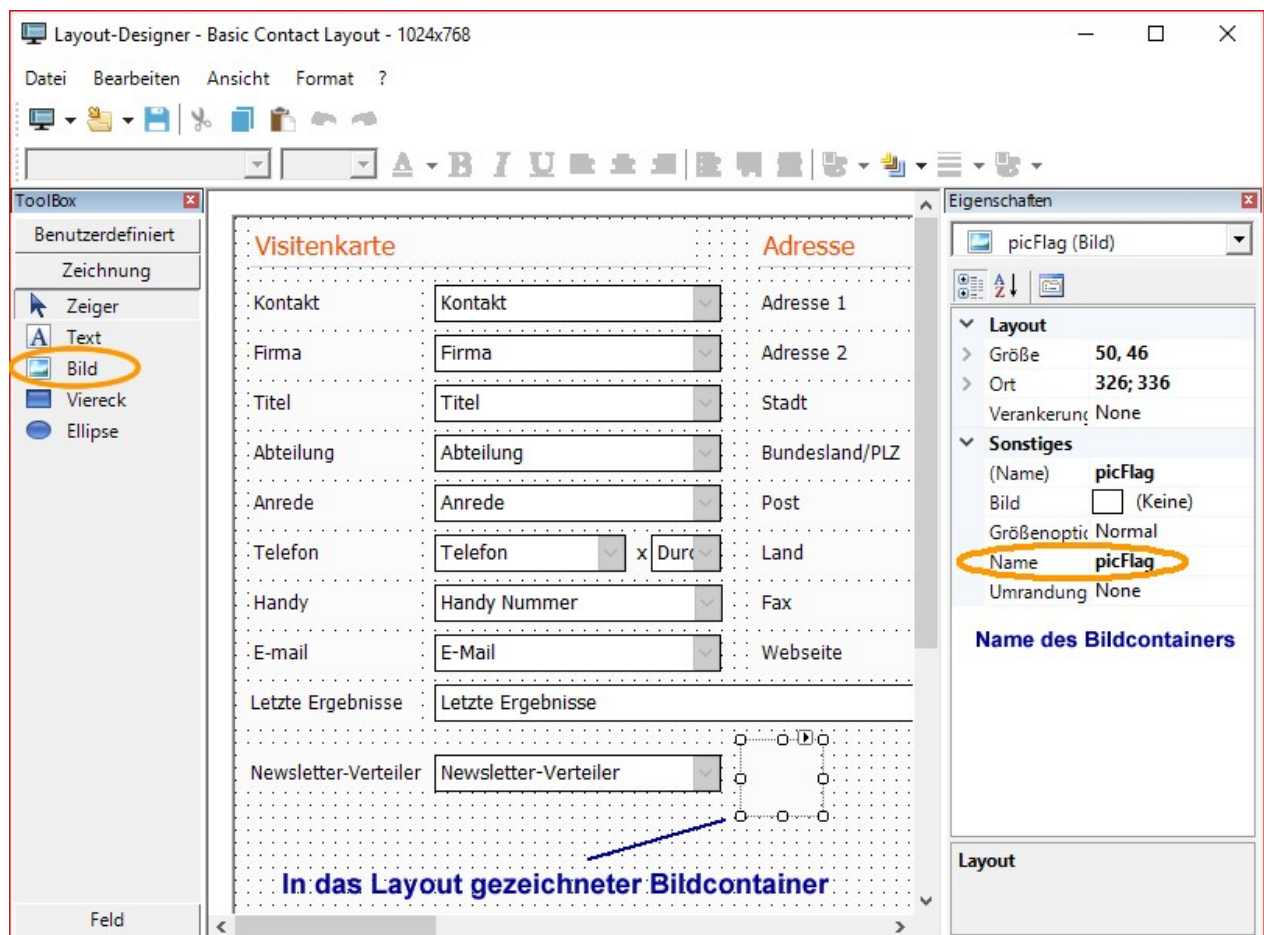 Layout-Designer - Basic Contact Layout - 1024x768
Datei Bearbeiten Ansicht Format ?
A B I U
ToolBox
Benutzerdefiniert
Zeichnung
Zeiger
A Text
Bild
Viereck
Ellipse
Feld
Visitenkarte Adresse
Kontakt Kontakt Adresse 1
Firma Firma Adresse 2
Titel Titel Stadt
Abteilung Abteilung Bundesland/PLZ
Anrede Anrede Post
Telefon Telefon x Durc Land
Handy Handy Nummer Fax
E-mail E-Mail Webseite
Letzte Ergebnisse Letzte Ergebnisse
Newsletter-Verteiler Newsletter-Verteiler
In das Layout gezeichneter Bildcontainer
Eigenschaften
picFlag (Bild)
A Z
Layout
Größe 50, 46
Ort 326; 336
Verankerung None
Sonstiges
(Name) picFlag
Bild (Keine)
Größenoptic Normal
Name picFlag
Umrandung None
Name des Bildcontainers
Layout